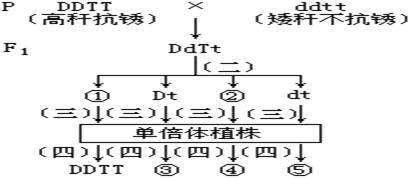 P DDTT × ddtt
(高秆抗锈) (矮秆不抗锈)
F₁ DdTt
(二)
① Dt ② dt
(三) (三) (三) (三)
单倍体植株
(四) (四) (四) (四)
DDTT ③ ④ ⑤